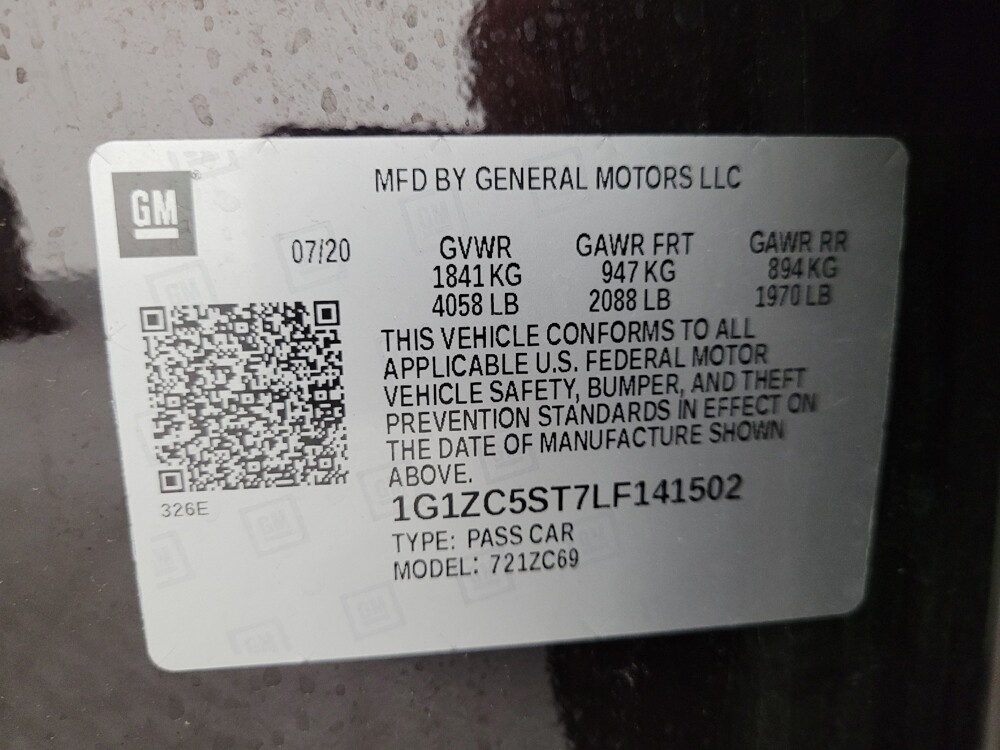 MFD BY GENERAL MOTORS LLC
GM
®
07/20
GVWR GAWR FRT GAWR RR
1841 KG 947 KG 894 KG
4058 LB 2088 LB 1970 LB
THIS VEHICLE CONFORMS TO ALL
APPLICABLE U.S. FEDERAL MOTOR
VEHICLE SAFETY, BUMPER, AND THEFT
PREVENTION STANDARDS IN EFFECT ON
THE DATE OF MANUFACTURE SHOWN
ABOVE.
1G1ZC5ST7LF141502
326E
TYPE: PASS CAR
MODEL: 721ZC69